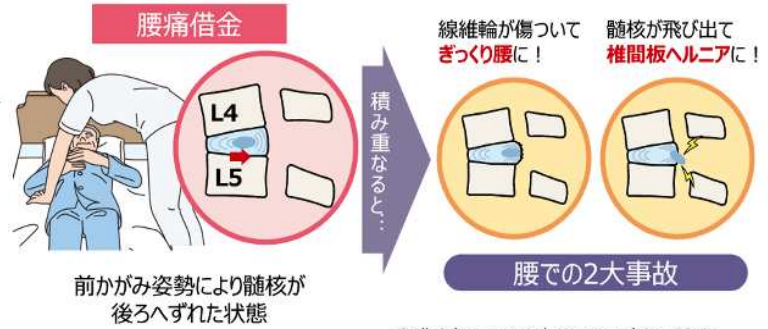 腰痛借金
L4
L5
前かがみ姿勢により髄核が
後ろへずれた状態
積み重なると…
線維輪が傷ついて
ぎっくり腰に！
髄核が飛び出て
椎間板ヘルニアに！
腰での2大事故